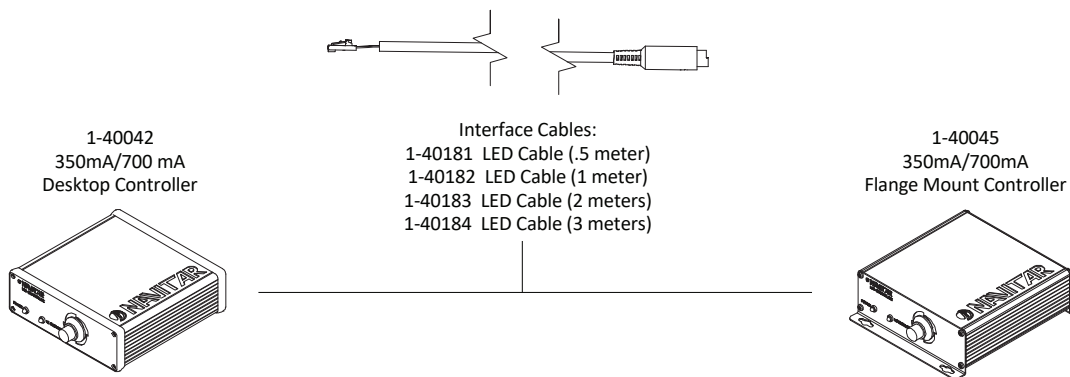 1-40042
350mA/700 mA
Desktop Controller
Interface Cables:
1-40181 LED Cable (.5 meter)
1-40182 LED Cable (1 meter)
1-40183 LED Cable (2 meters)
1-40184 LED Cable (3 meters)
1-40045
350mA/700mA
Flange Mount Controller
NAVITAR
NAVITAR